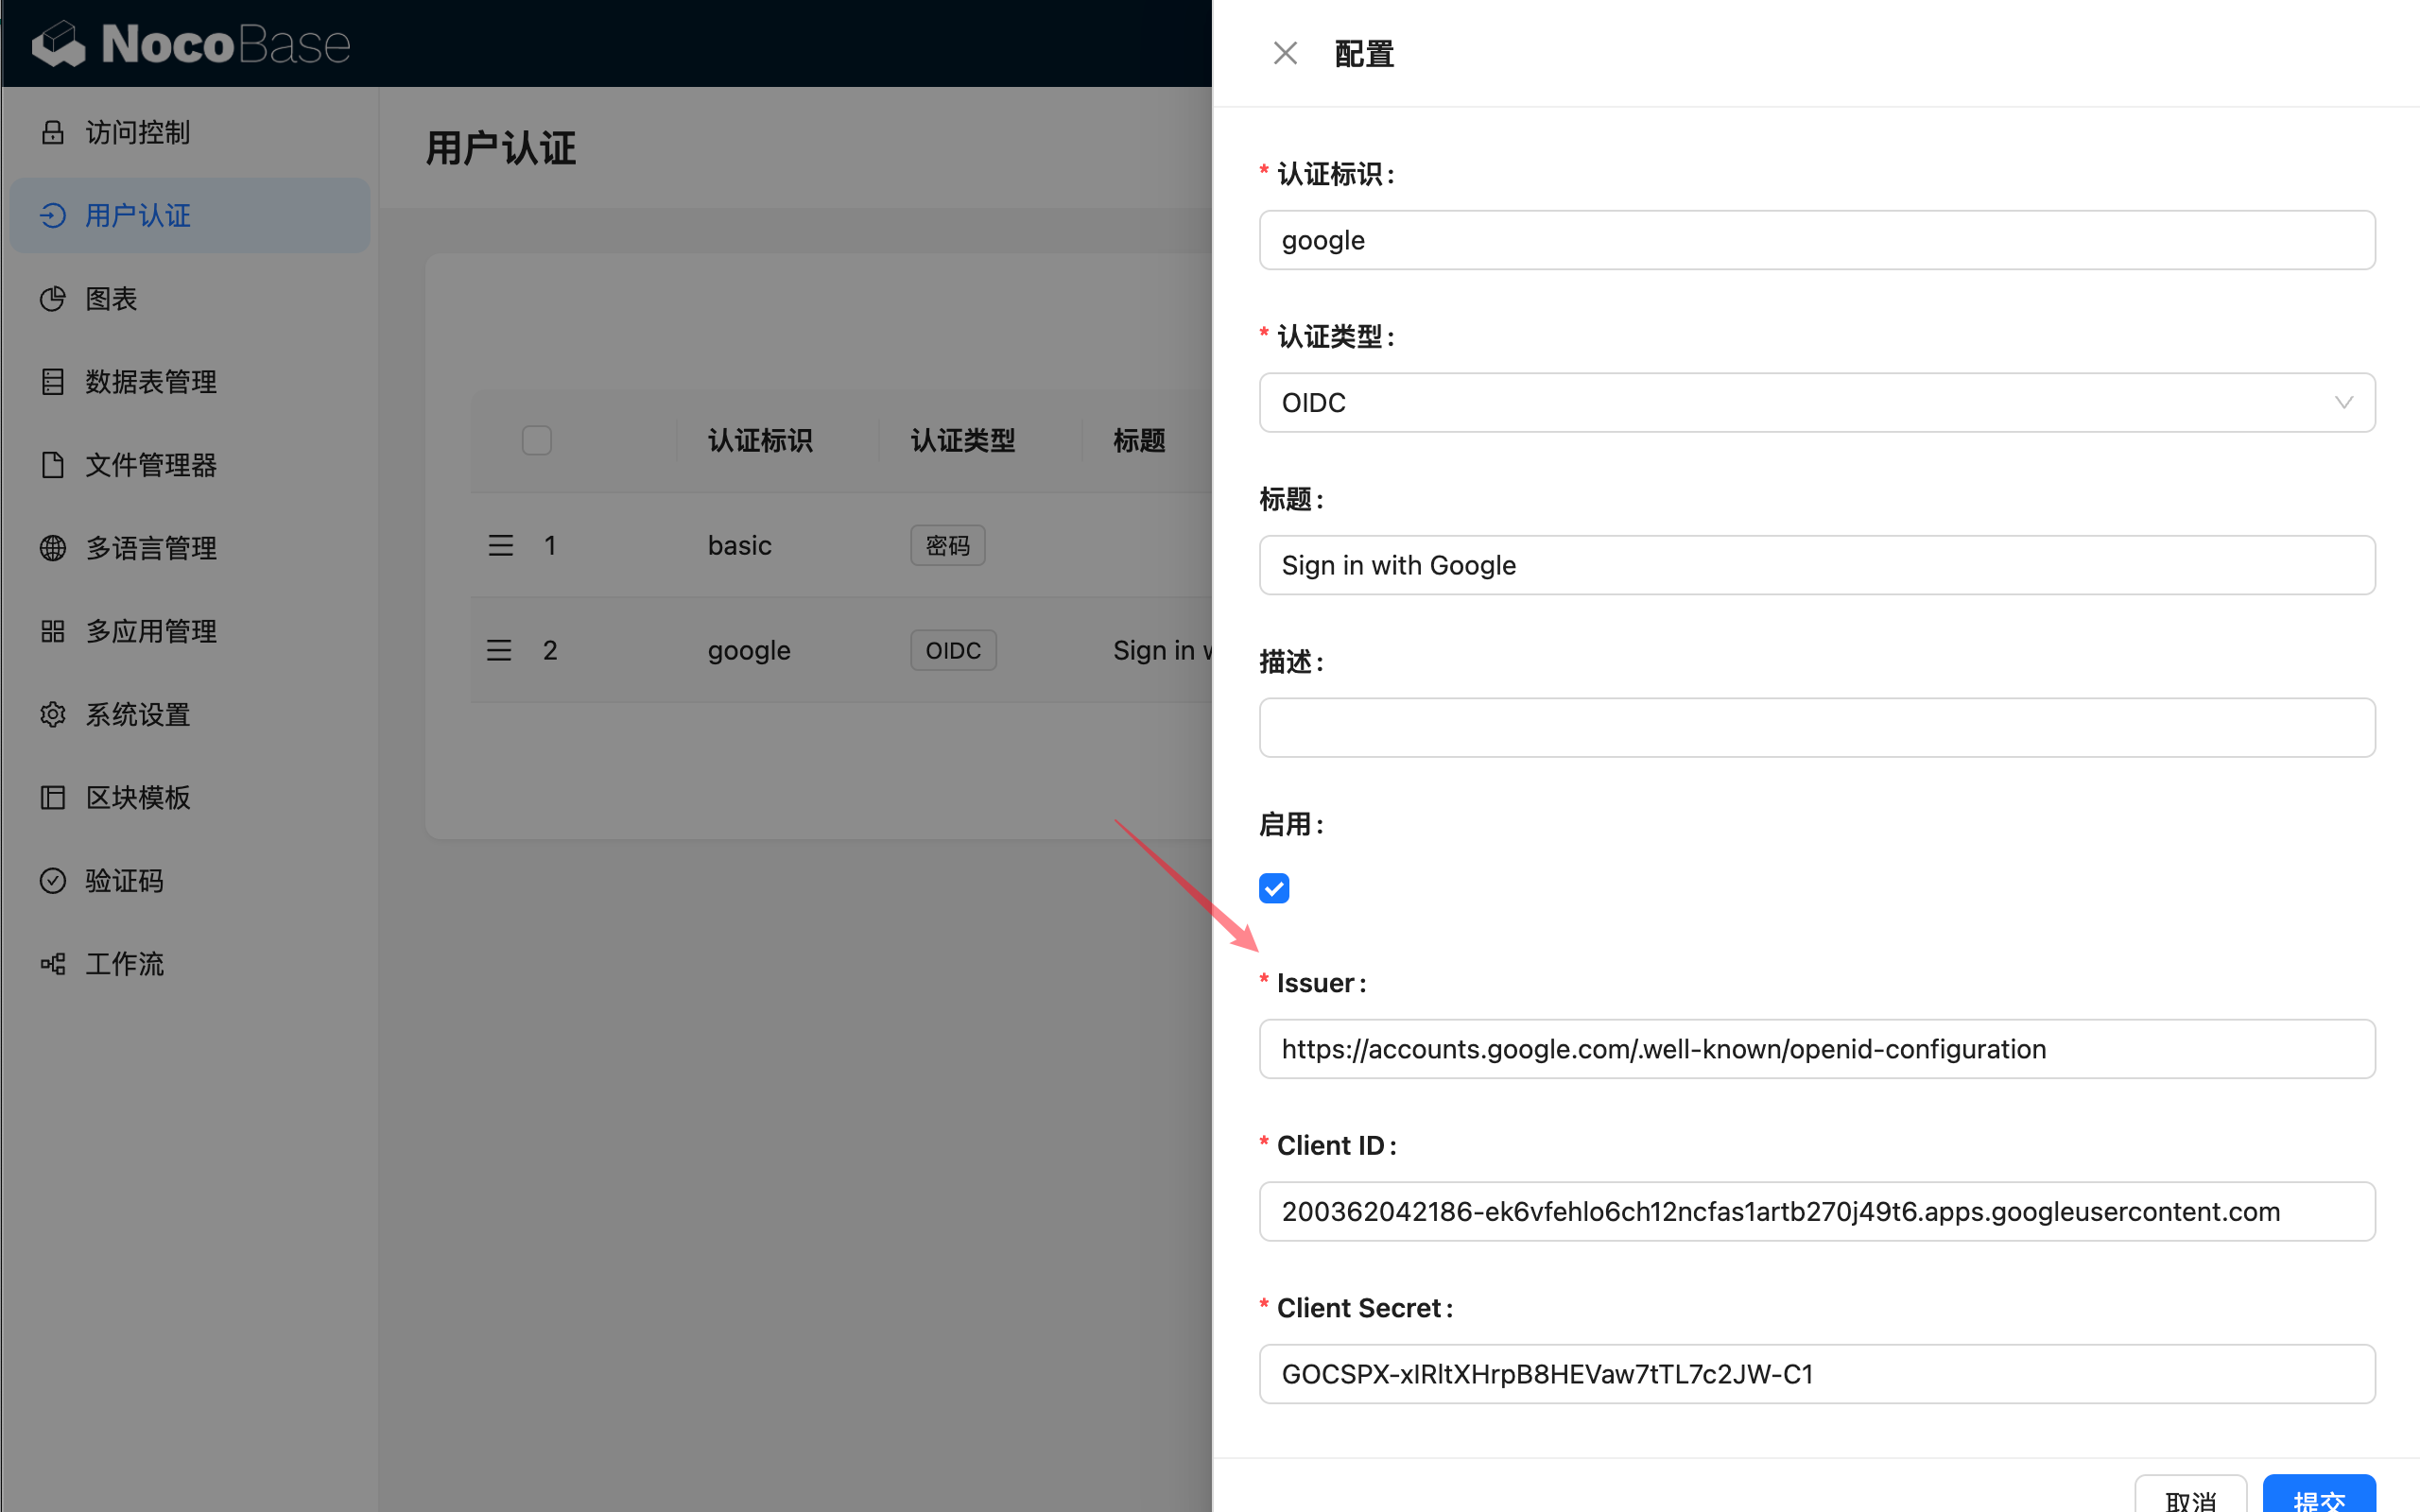 NocoBase
访问控制
用户认证
图表
数据表管理
文件管理器
多语言管理
多应用管理
系统设置
区块模板
验证码
工作流
用户认证
认证标识 认证类型 标题
1 basic 密码
2 google OIDC Sign in w
配置
* 认证标识:
google
* 认证类型:
OIDC
标题:
Sign in with Google
描述:
启用:
* Issuer:
https://accounts.google.com/.well-known/openid-configuration
* Client ID:
200362042186-ek6vfehlo6ch12ncfas1artb270j49t6.apps.googleusercontent.com
* Client Secret:
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
取消 提交